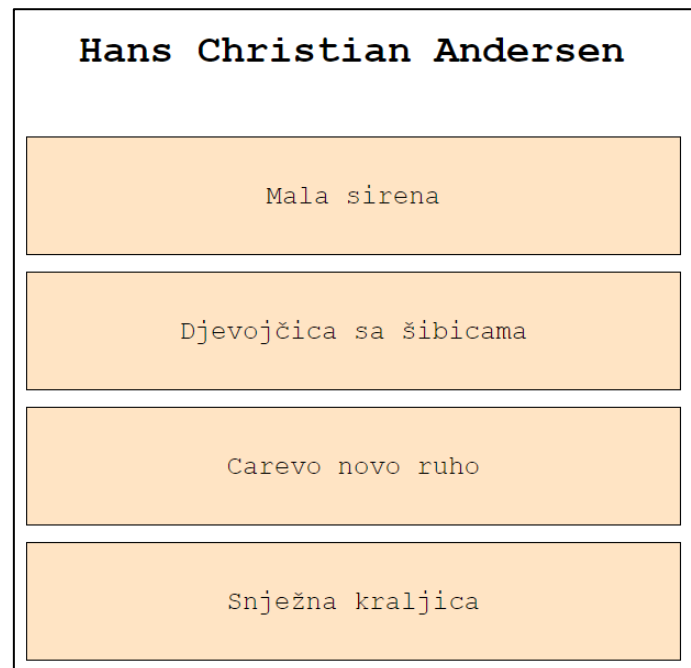 Hans Christian Andersen
Mala sirena
Djevojčica sa šibicama
Carevo novo ruho
Snježna kraljica